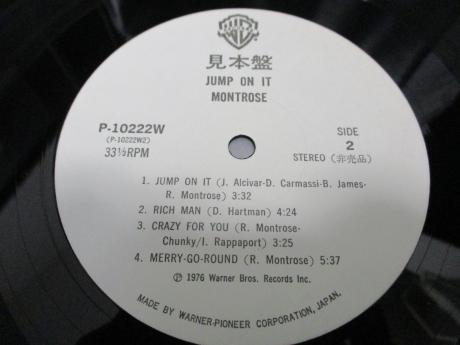 見本盤
JUMP ON IT
MONTROSE
P-10222W
(P-10222W2)
33⅓RPM
SIDE
2
STEREO (非売品)
1. JUMP ON IT (J. Alcivar-D. Carmassi-B. James-
R. Montrose) 3:32
2. RICH MAN (D. Hartman) 4:24
3. CRAZY FOR YOU (R. Montrose-
Chunky/I. Rappaport) 3:25
4. MERRY-GO-ROUND (R. Montrose) 5:37
Ⓟ 1976 Warner Bros. Records Inc.
MADE BY WARNER-PIONEER CORPORATION, JAPAN.